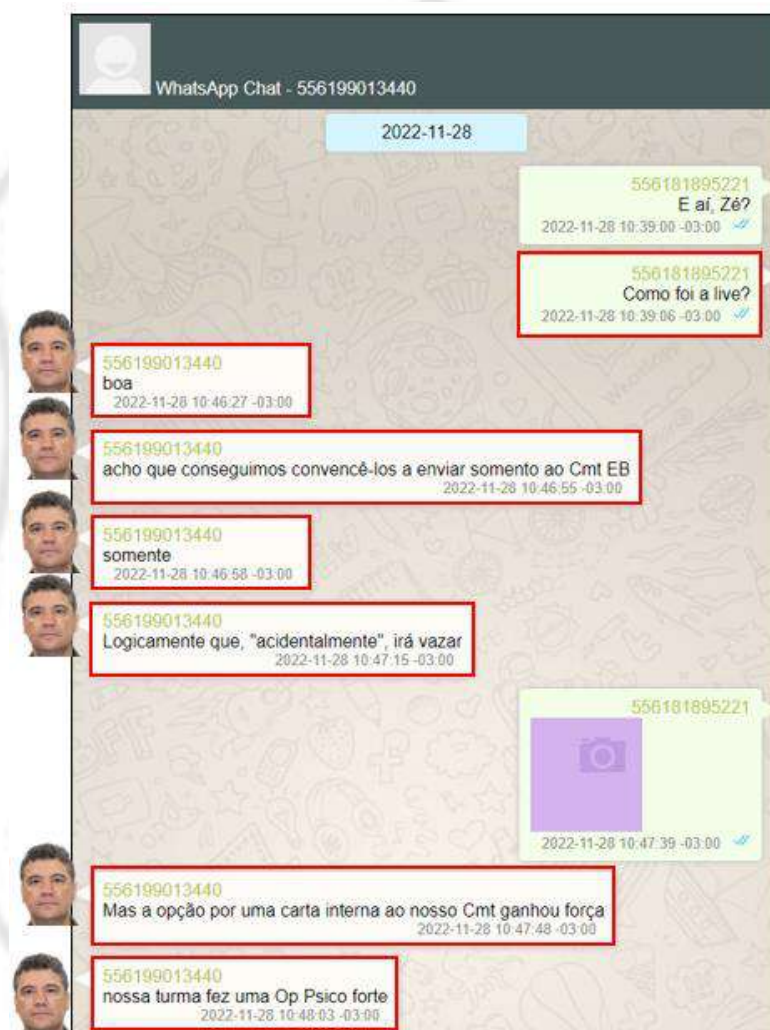 WhatsApp Chat - 556199013440
2022-11-28
556181895221
E aí, Zé?
2022-11-28 10:39:00 -03:00
556181895221
Como foi a live?
2022-11-28 10:39:06 -03:00
556199013440
boa
2022-11-28 10:46:27 -03:00
556199013440
acho que conseguimos convencê-los a enviar somento ao Cmt EB
2022-11-28 10:46:55 -03:00
556199013440
somente
2022-11-28 10:46:58 -03:00
556199013440
Logicamente que, "acidentalmente", irá vazar
2022-11-28 10:47:15 -03:00
556181895221
2022-11-28 10:47:39 -03:00
556199013440
Mas a opção por uma carta interna ao nosso Cmt ganhou força
2022-11-28 10:47:48 -03:00
556199013440
nossa turma fez uma Op Psico forte
2022-11-28 10:48:03 -03:00